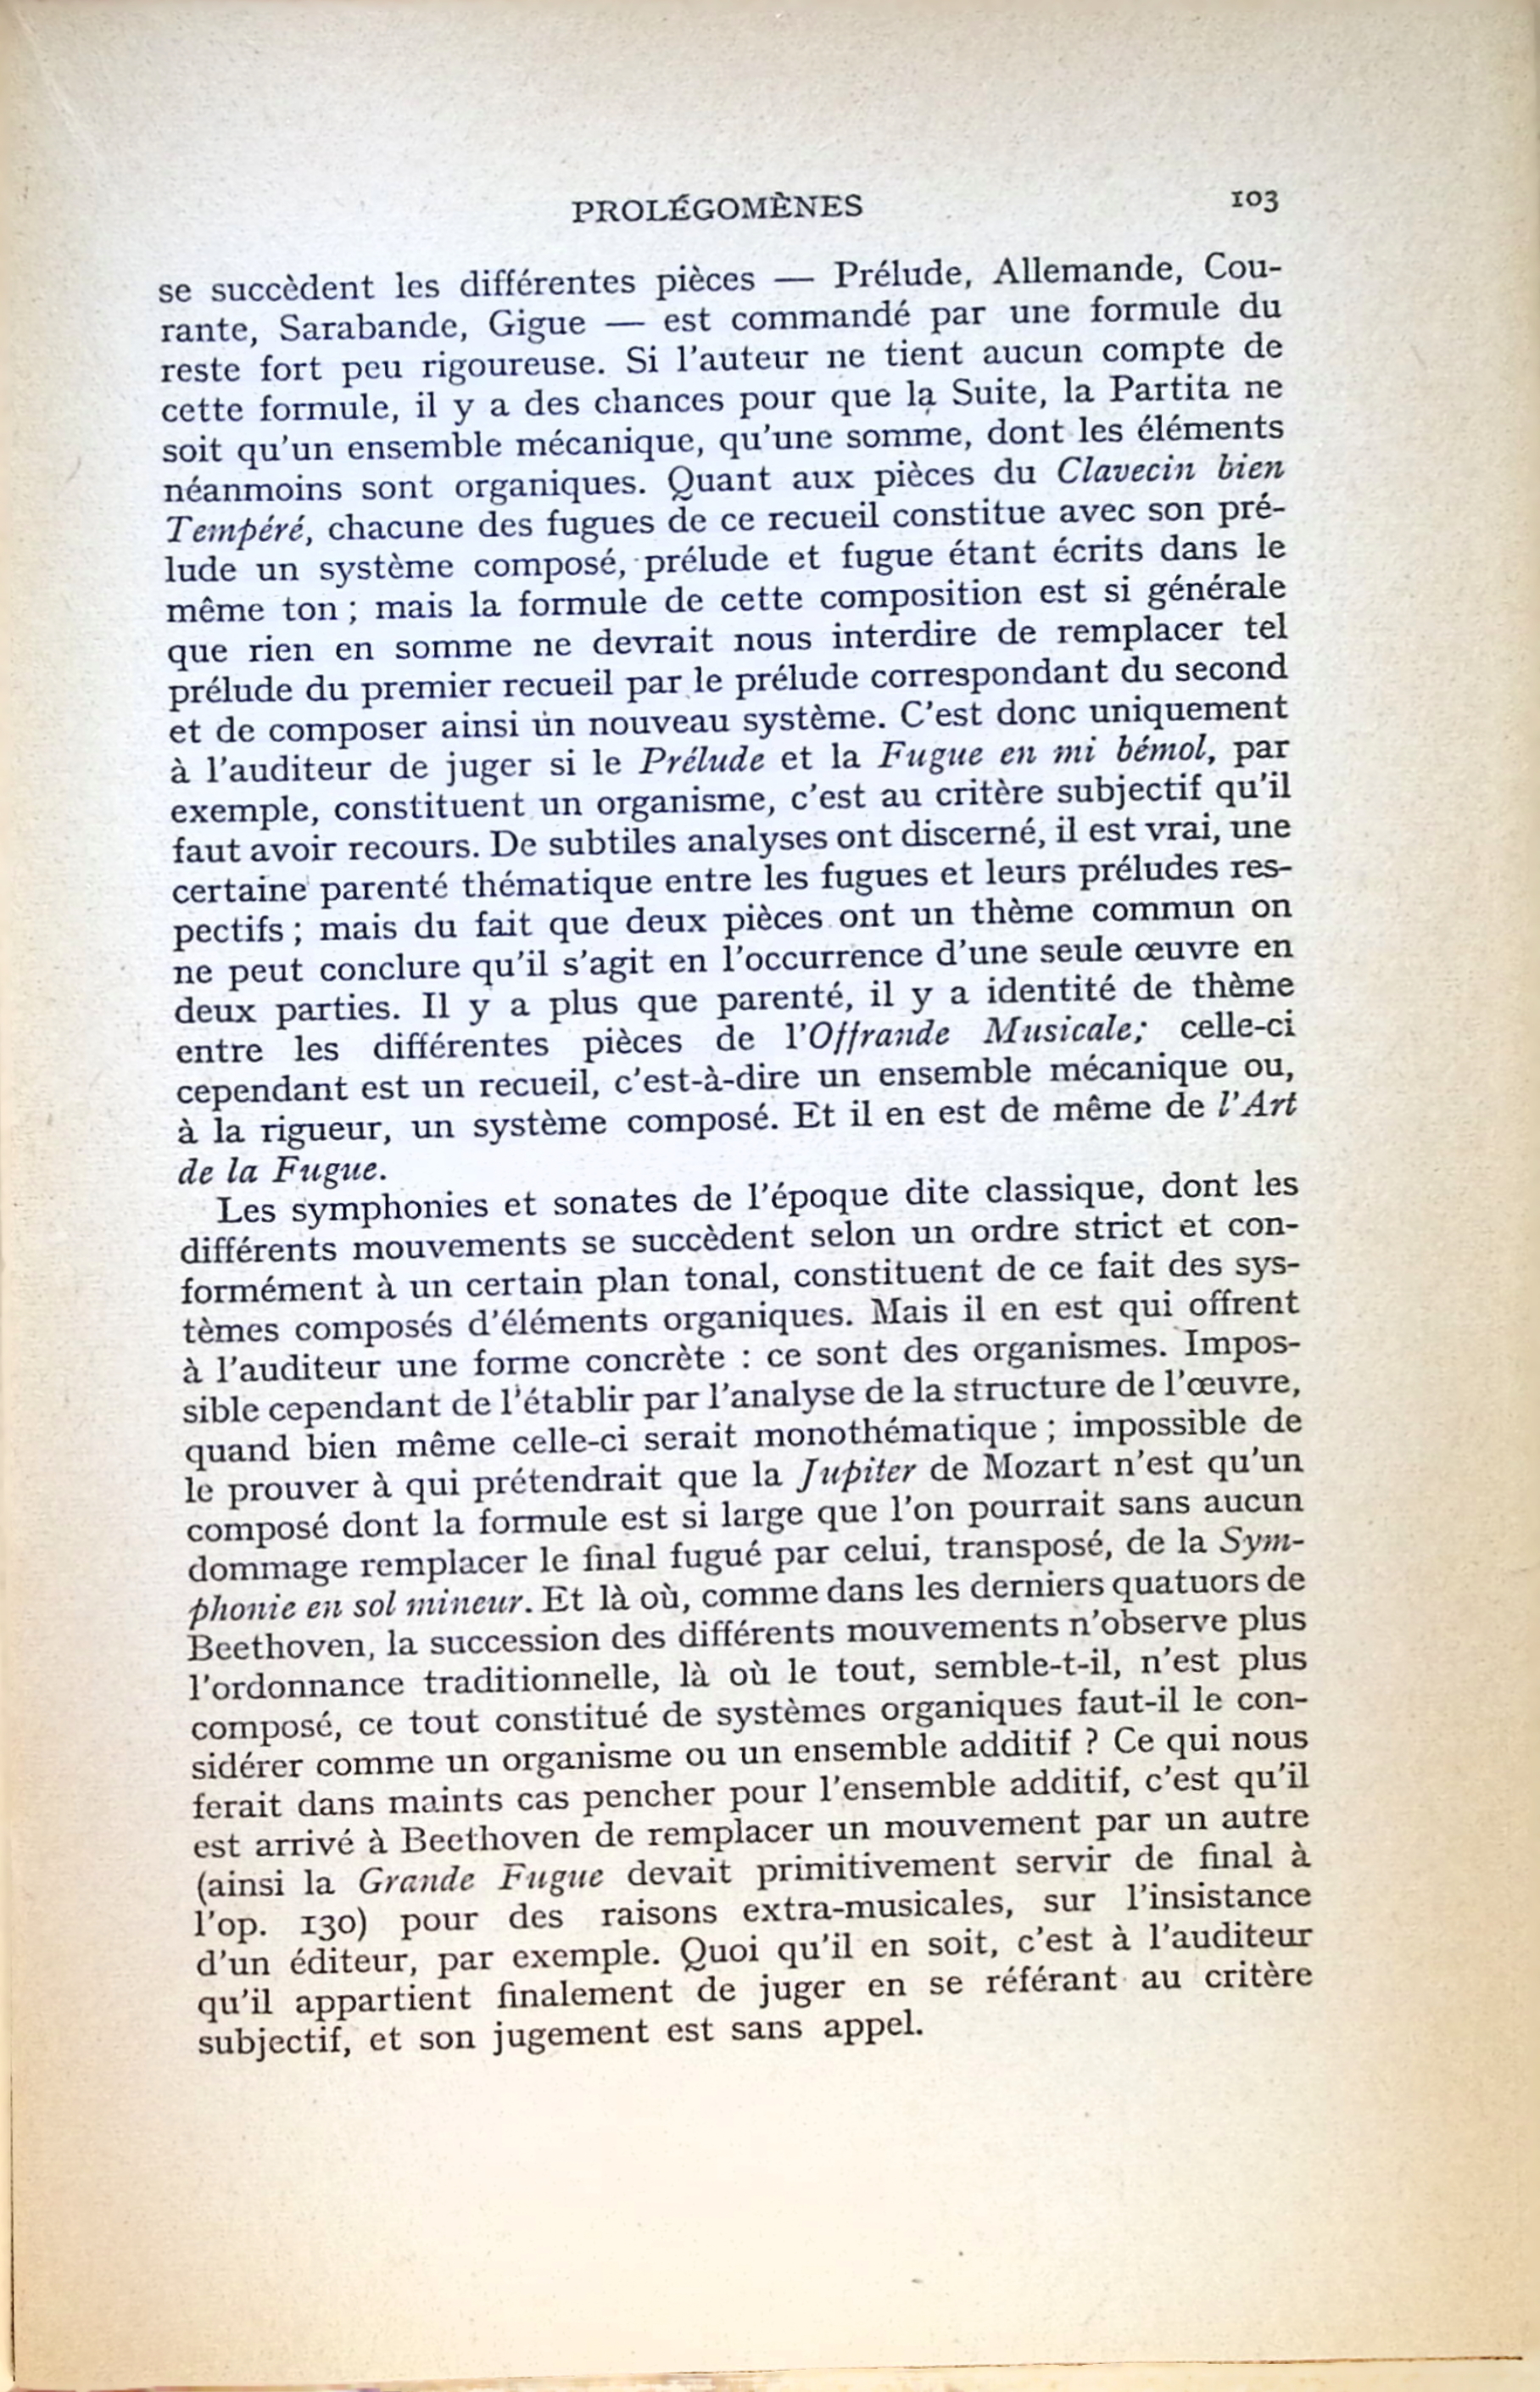 PROLÉGOMÈNES 103
se succèdent les différentes pièces — Prélude, Allemande, Cou-
rante, Sarabande, Gigue — est commandé par une formule du
reste fort peu rigoureuse. Si l'auteur ne tient aucun compte de
cette formule, il y a des chances pour que la Suite, la Partita ne
soit qu'un ensemble mécanique, qu'une somme, dont les éléments
néanmoins sont organiques. Quant aux pièces du Clavecin bien
Tempéré, chacune des fugues de ce recueil constitue avec son pré-
lude un système composé, prélude et fugue étant écrits dans le
même ton ; mais la formule de cette composition est si générale
que rien en somme ne devrait nous interdire de remplacer tel
prélude du premier recueil par le prélude correspondant du second
et de composer ainsi un nouveau système. C'est donc uniquement
à l'auditeur de juger si le Prélude et la Fugue en mi bémol, par
exemple, constituent un organisme, c'est au critère subjectif qu'il
faut avoir recours. De subtiles analyses ont discerné, il est vrai, une
certaine parenté thématique entre les fugues et leurs préludes res-
pectifs ; mais du fait que deux pièces ont un thème commun on
ne peut conclure qu'il s'agit en l'occurrence d'une seule œuvre en
deux parties. Il y a plus que parenté, il y a identité de thème
entre les différentes pièces de l'Offrande Musicale; celle-ci
cependant est un recueil, c'est-à-dire un ensemble mécanique ou,
à la rigueur, un système composé. Et il en est de même de l'Art
de la Fugue.
Les symphonies et sonates de l'époque dite classique, dont les
différents mouvements se succèdent selon un ordre strict et con-
formément à un certain plan tonal, constituent de ce fait des sys-
tèmes composés d'éléments organiques. Mais il en est qui offrent
à l'auditeur une forme concrète : ce sont des organismes. Impos-
sible cependant de l'établir par l'analyse de la structure de l'œuvre,
quand bien même celle-ci serait monothématique ; impossible de
le prouver à qui prétendrait que la Jupiter de Mozart n'est qu'un
composé dont la formule est si large que l'on pourrait sans aucun
dommage remplacer le final fugué par celui, transposé, de la Sym-
phonie en sol mineur. Et là où, comme dans les derniers quatuors de
Beethoven, la succession des différents mouvements n'observe plus
l'ordonnance traditionnelle, là où le tout, semble-t-il, n'est plus
composé, ce tout constitué de systèmes organiques faut-il le con-
sidérer comme un organisme ou un ensemble additif ? Ce qui nous
ferait dans maints cas pencher pour l'ensemble additif, c'est qu'il
est arrivé à Beethoven de remplacer un mouvement par un autre
(ainsi la Grande Fugue devait primitivement servir de final à
l'op. 130) pour des raisons extra-musicales, sur l'insistance
d'un éditeur, par exemple. Quoi qu'il en soit, c'est à l'auditeur
qu'il appartient finalement de juger en se référant au critère
subjectif, et son jugement est sans appel.